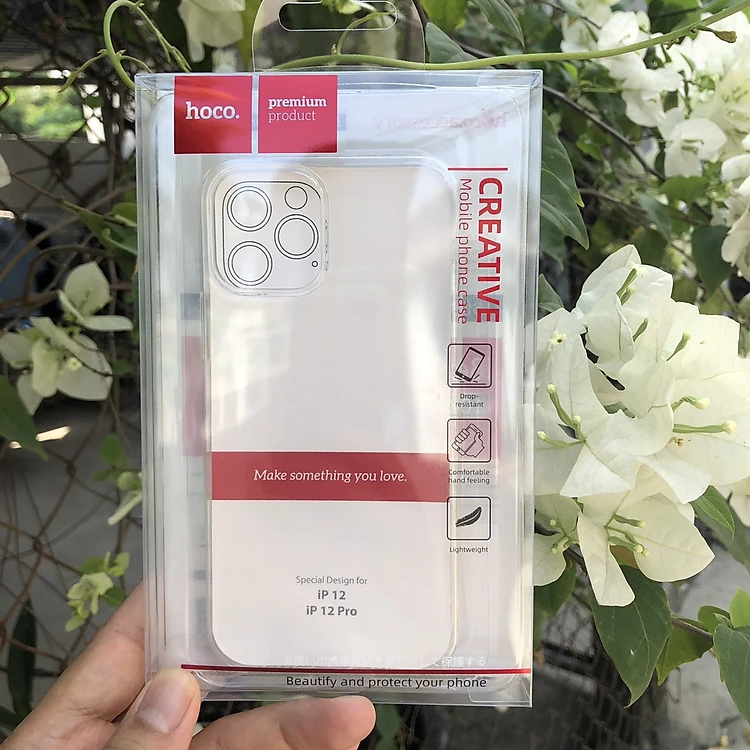 hoco.
premium
product
CREATIVE
Mobile phone case
Drop-
resistant
Comfortable
hand feeling
Lightweight
Make something you love.
Special Design for
iP 12
iP 12 Pro
Beautify and protect your phone